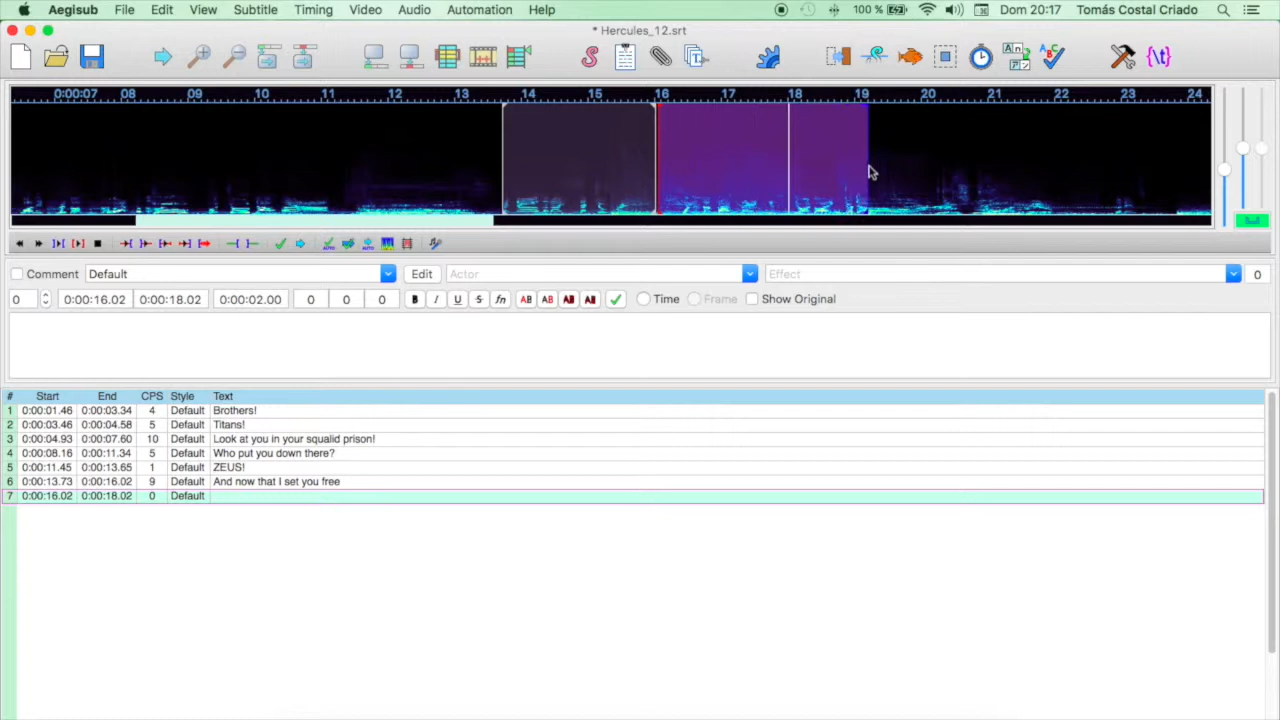 Aegisub File Edit View Subtitle Timing Video Audio Automation Help 100 % Dom 20:17 Tomás Costal Criado
* Hercules_12.srt
0:00:07 08 09 10 11 12 13 14 15 16 17 18 19 20 21 22 23 24
Comment Default Edit Actor Effect 0
0 0:00:16.02 0:00:18.02 0:00:02.00 0 0 0 B I U S fn AB AB AB AB Time Frame Show Original
# Start End CPS Style Text
1 0:00:01.46 0:00:03.34 4 Default Brothers!
2 0:00:03.46 0:00:04.58 5 Default Titans!
3 0:00:04.93 0:00:07.60 10 Default Look at you in your squalid prison!
4 0:00:08.16 0:00:11.34 5 Default Who put you down there?
5 0:00:11.45 0:00:13.65 1 Default ZEUS!
6 0:00:13.73 0:00:16.02 9 Default And now that I set you free
7 0:00:16.02 0:00:18.02 0 Default